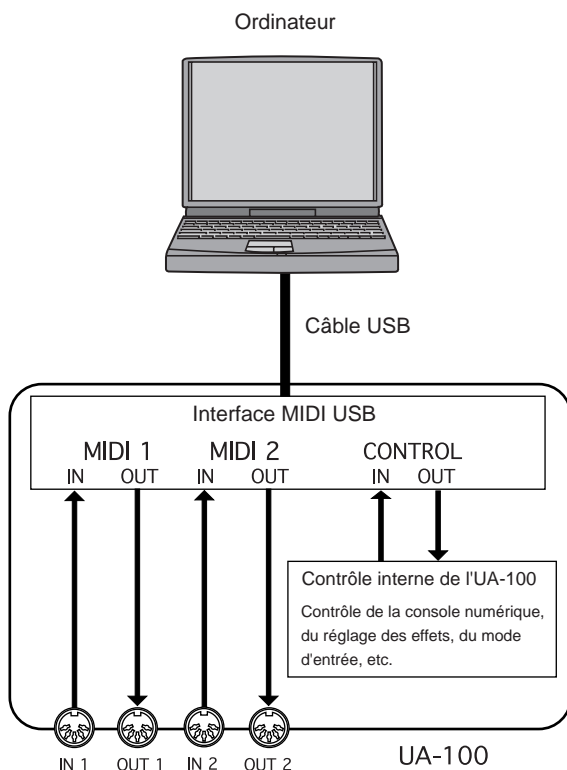 Ordinateur
Câble USB
Interface MIDI USB
MIDI 1 MIDI 2 CONTROL
IN OUT IN OUT IN OUT
Contrôle interne de l'UA-100
Contrôle de la console numérique,
du réglage des effets, du mode
d'entrée, etc.
IN 1 OUT 1 IN 2 OUT 2 UA-100